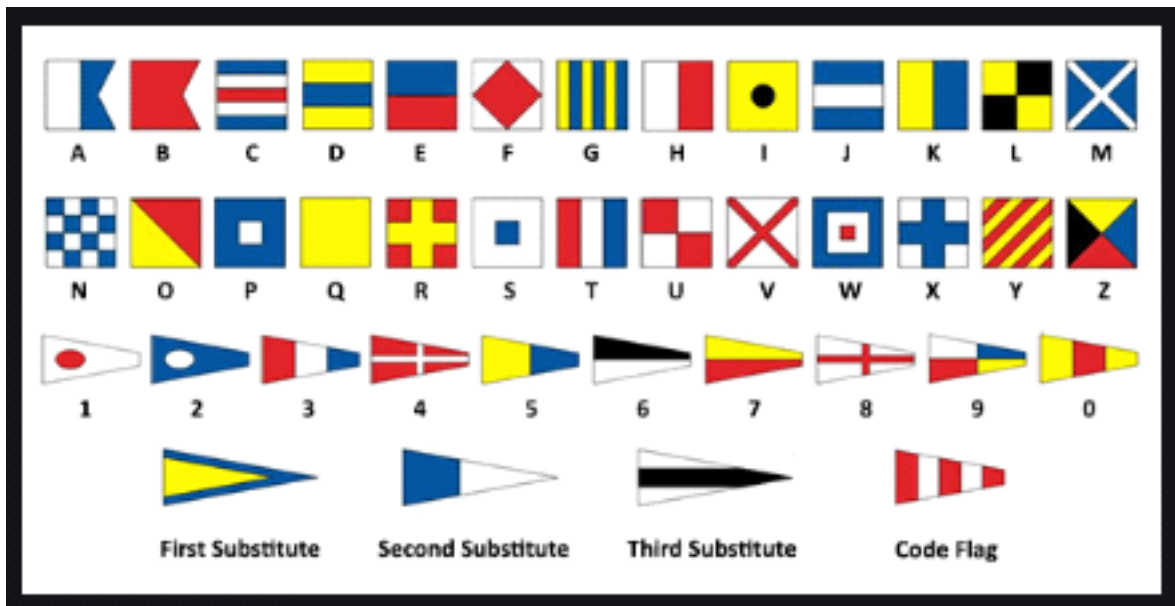 A B C D E F G H I J K L M
N O P Q R S T U V W X Y Z
1 2 3 4 5 6 7 8 9 0
First Substitute Second Substitute Third Substitute Code Flag